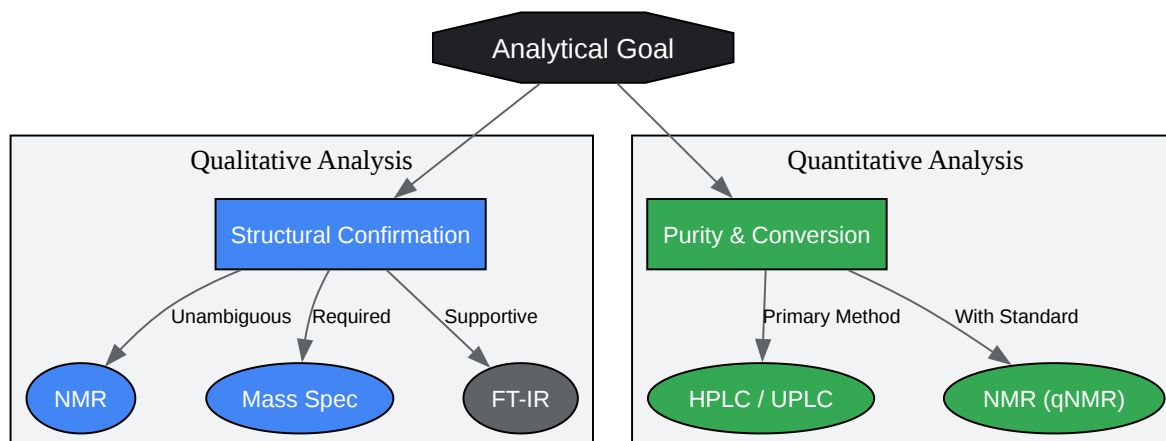 Analytical Goal
Qualitative Analysis
Quantitative Analysis
Structural Confirmation
Purity & Conversion
Unambiguous
Required
Supportive
Primary Method
With Standard
NMR
Mass Spec
FT-IR
HPLC / UPLC
NMR (qNMR)